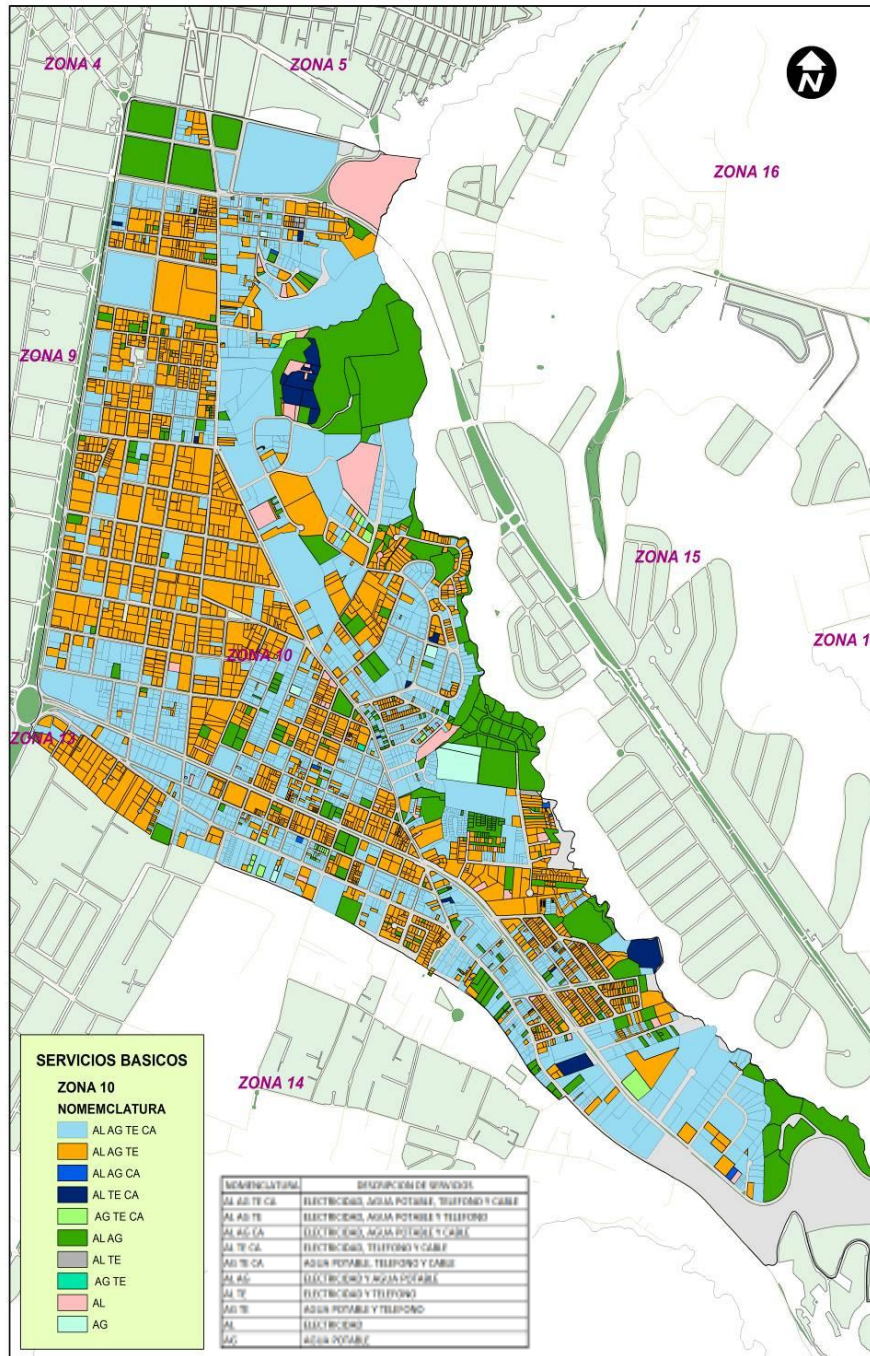 ZONA 4
ZONA 5
N
ZONA 16
ZONA 9
ZONA 15
ZONA 1
ZONA 10
ZONA 13
ZONA 14
SERVICIOS BASICOS
ZONA 10
NOMEMCLATURA
AL AG TE CA
AL AG TE
AL AG CA
AL TE CA
AG TE CA
AL AG
AL TE
AG TE
AL
AG
NOMENCLATURA DESCRIPCION DE SERVICIOS
AL AG TE CA ELECTRICIDAD, AGUA POTABLE, TELEFONO Y CABLE
AL AG TE ELECTRICIDAD, AGUA POTABLE Y TELEFONO
AL AG CA ELECTRICIDAD, AGUA POTABLE Y CABLE
AL TE CA ELECTRICIDAD, TELEFONO Y CABLE
AG TE CA AGUA POTABLE, TELEFONO Y CABLE
AL AG ELECTRICIDAD Y AGUA POTABLE
AL TE ELECTRICIDAD Y TELEFONO
AG TE AGUA POTABLE Y TELEFONO
AL ELECTRICIDAD
AG AGUA POTABLE